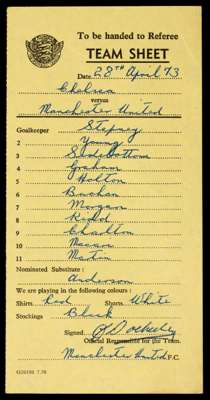 To be handed to Referee
TEAM SHEET
Date 28TH April 73
Chelsea
versus
Manchester United
Goalkeeper Stepney
2 Young
3 Sidebottom
4 Graham
5 Holton
6 Buchan
7 Morgan
8 Kidd
9 Charlton
10 Macari
11 Martin
Nominated Substitute :
Anderson
We are playing in the following colours :
Shirts Red Shorts White
Stockings Black
Signed T Docherty
Official Responsible for the Team.
Manchester United F.C.